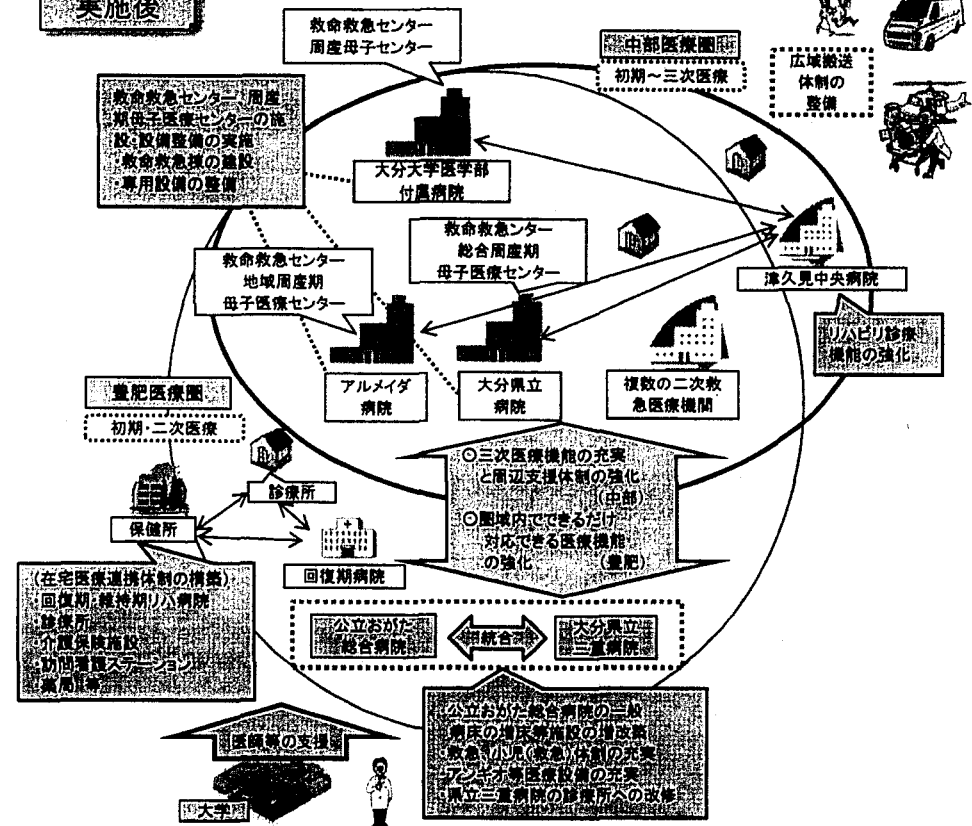 実施後
救命救急センター
周産母子センター
中部医療圏
初期～三次医療
広域搬送
体制の
整備
救命救急センター 周産
期母子医療センターの施
設・設備整備の実施
・救命救急棟の建設
・専用設備の整備
大分大学医学部
付属病院
救命救急ンター
総合周産期
母子医療センター
救命救急センター
地域周産期
母子医療センター
津久見中央病院
リハビリ診療
機能の強化
アルメイダ
病院
大分県立
病院
複数の二次救
急医療機関
豊肥医療圏
初期・二次医療
診療所
保健所
回復期病院
○三次医療機能の充実
と周辺支援体制の強化
(中部)
○圏域内でできるだけ
対応できる医療機能
の強化 (豊肥)
(在宅医療連携体制の構築)
・回復期・維持期リハ病院
・診療所
・介護保険施設
・訪問看護ステーション
・薬局 等
公立おがた
総合病院
統合
大分県立
三重病院
・公立おがた総合病院の一般
病床の増床等施設の増改築
・救急・小児(救急)体制の充実
・アンギオ等医療設備の充実
・県立三重病院の診療所への改修
医師等の支援
大学